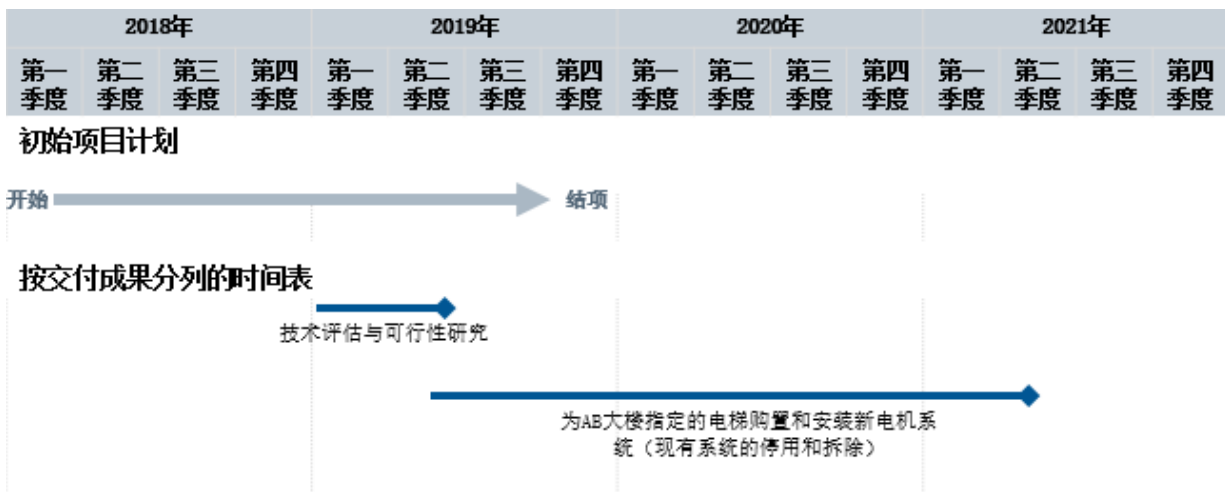 2018年 2019年 2020年 2021年
第一 第二 第三 第四 第一 第二 第三 第四 第一 第二 第三 第四 第一 第二 第三 第四
季度 季度 季度 季度 季度 季度 季度 季度 季度 季度 季度 季度 季度 季度 季度 季度
初始项目计划
开始 结项
按交付成果分列的时间表
技术评估与可行性研究
为AB大楼指定的电梯购置和安装新电机系
统（现有系统的停用和拆除）